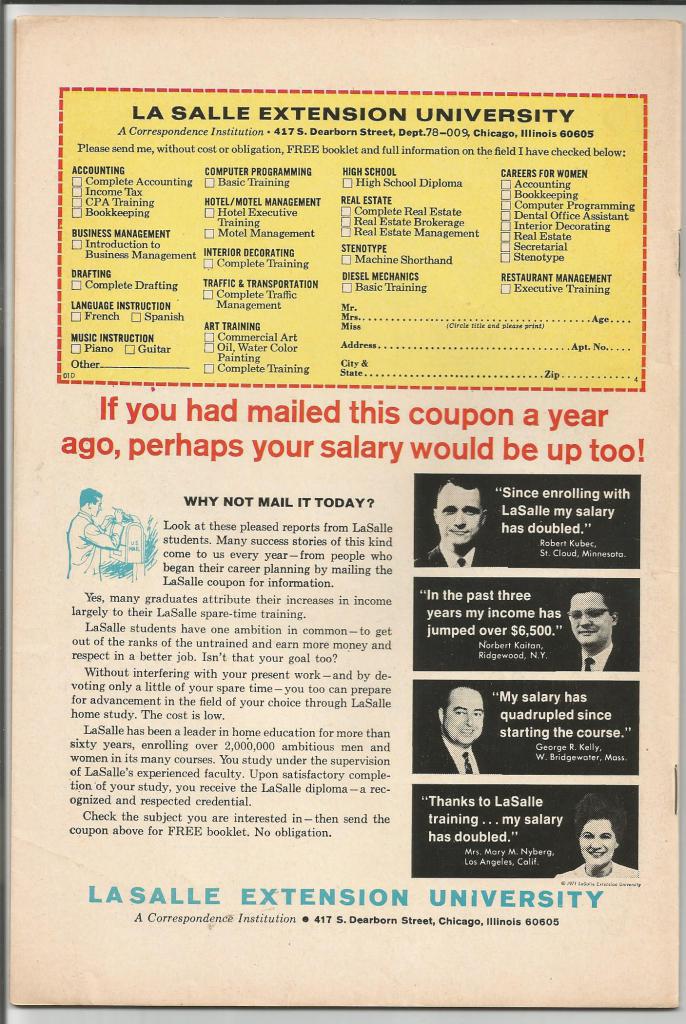 LA SALLE EXTENSION UNIVERSITY
A Correspondence Institution • 417 S. Dearborn Street, Dept. 78-009, Chicago, Illinois 60605
Please send me, without cost or obligation, FREE booklet and full information on the field I have checked below:
ACCOUNTING
Complete Accounting
Income Tax
CPA Training
Bookkeeping
BUSINESS MANAGEMENT
Introduction to
Business Management
DRAFTING
Complete Drafting
LANGUAGE INSTRUCTION
French Spanish
MUSIC INSTRUCTION
Piano Guitar
Other
01D
COMPUTER PROGRAMMING
Basic Training
HOTEL/MOTEL MANAGEMENT
Hotel Executive
Training
Motel Management
INTERIOR DECORATING
Complete Training
TRAFFIC & TRANSPORTATION
Complete Traffic
Management
ART TRAINING
Commercial Art
Oil, Water Color
Painting
Complete Training
HIGH SCHOOL
High School Diploma
REAL ESTATE
Complete Real Estate
Real Estate Brokerage
Real Estate Management
STENOTYPE
Machine Shorthand
DIESEL MECHANICS
Basic Training
CAREERS FOR WOMEN
Accounting
Bookkeeping
Computer Programming
Dental Office Assistant
Interior Decorating
Real Estate
Secretarial
Stenotype
RESTAURANT MANAGEMENT
Executive Training
Mr.
Mrs. Age
Miss (Circle title and please print)
Address Apt. No.
City &
State Zip
4
If you had mailed this coupon a year
ago, perhaps your salary would be up too!
U.S.
MAIL
WHY NOT MAIL IT TODAY?
Look at these pleased reports from LaSalle
students. Many success stories of this kind
come to us every year—from people who
began their career planning by mailing the
LaSalle coupon for information.
Yes, many graduates attribute their increases in income
largely to their LaSalle spare-time training.
LaSalle students have one ambition in common—to get
out of the ranks of the untrained and earn more money and
respect in a better job. Isn't that your goal too?
Without interfering with your present work—and by de-
voting only a little of your spare time—you too can prepare
for advancement in the field of your choice through LaSalle
home study. The cost is low.
LaSalle has been a leader in home education for more than
sixty years, enrolling over 2,000,000 ambitious men and
women in its many courses. You study under the supervision
of LaSalle's experienced faculty. Upon satisfactory comple-
tion of your study, you receive the LaSalle diploma—a rec-
ognized and respected credential.
Check the subject you are interested in—then send the
coupon above for FREE booklet. No obligation.
"Since enrolling with
LaSalle my salary
has doubled."
Robert Kubec,
St. Cloud, Minnesota.
"In the past three
years my income has
jumped over $6,500."
Norbert Kaitan,
Ridgewood, N.Y.
"My salary has
quadrupled since
starting the course."
George R. Kelly,
W. Bridgewater, Mass.
"Thanks to LaSalle
training ... my salary
has doubled."
Mrs. Mary M. Nyberg,
Los Angeles, Calif.
© 1971 LaSalle Extension University
LASALLE EXTENSION UNIVERSITY
A Correspondence Institution • 417 S. Dearborn Street, Chicago, Illinois 60605